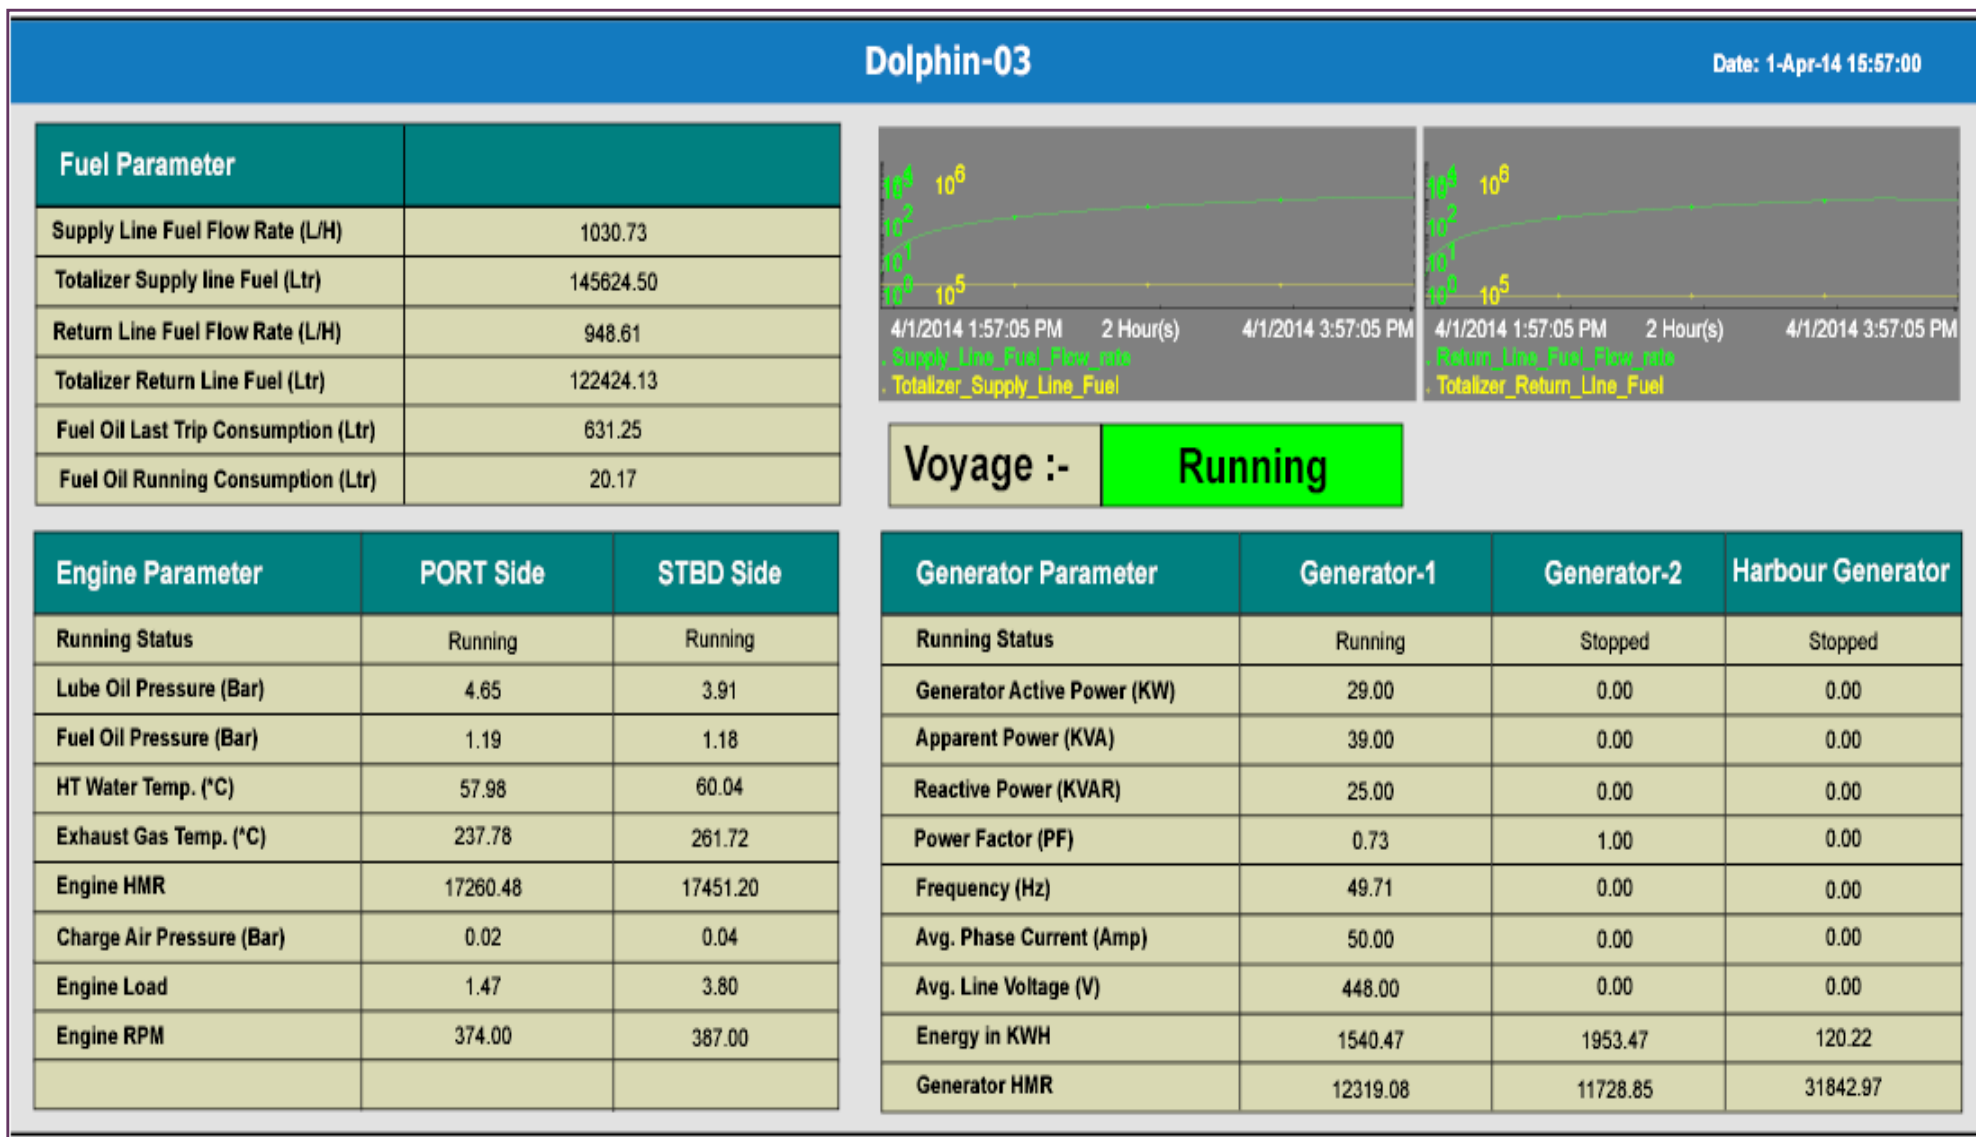 Dolphin-03
Date: 1-Apr-14 15:57:00
Fuel Parameter
Supply Line Fuel Flow Rate (L/H) 1030.73
Totalizer Supply line Fuel (Ltr) 145624.50
Return Line Fuel Flow Rate (L/H) 948.61
Totalizer Return Line Fuel (Ltr) 122424.13
Fuel Oil Last Trip Consumption (Ltr) 631.25
Fuel Oil Running Consumption (Ltr) 20.17
10^6
10^2
10^1
10^0 10^5
4/1/2014 1:57:05 PM 2 Hour(s) 4/1/2014 3:57:05 PM
. Supply_Line_Fuel_Flow_rate
. Totalizer_Supply_Line_Fuel
10^6
10^2
10^1
10^0 10^5
4/1/2014 1:57:05 PM 2 Hour(s) 4/1/2014 3:57:05 PM
. Return_Line_Fuel_Flow_rate
. Totalizer_Return_LIne_Fuel
Voyage :- Running
Engine Parameter PORT Side STBD Side
Running Status Running Running
Lube Oil Pressure (Bar) 4.65 3.91
Fuel Oil Pressure (Bar) 1.19 1.18
HT Water Temp. (*C) 57.98 60.04
Exhaust Gas Temp. (*C) 237.78 261.72
Engine HMR 17260.48 17451.20
Charge Air Pressure (Bar) 0.02 0.04
Engine Load 1.47 3.80
Engine RPM 374.00 387.00
Generator Parameter Generator-1 Generator-2 Harbour Generator
Running Status Running Stopped Stopped
Generator Active Power (KW) 29.00 0.00 0.00
Apparent Power (KVA) 39.00 0.00 0.00
Reactive Power (KVAR) 25.00 0.00 0.00
Power Factor (PF) 0.73 1.00 0.00
Frequency (Hz) 49.71 0.00 0.00
Avg. Phase Current (Amp) 50.00 0.00 0.00
Avg. Line Voltage (V) 448.00 0.00 0.00
Energy in KWH 1540.47 1953.47 120.22
Generator HMR 12319.08 11728.85 31842.97